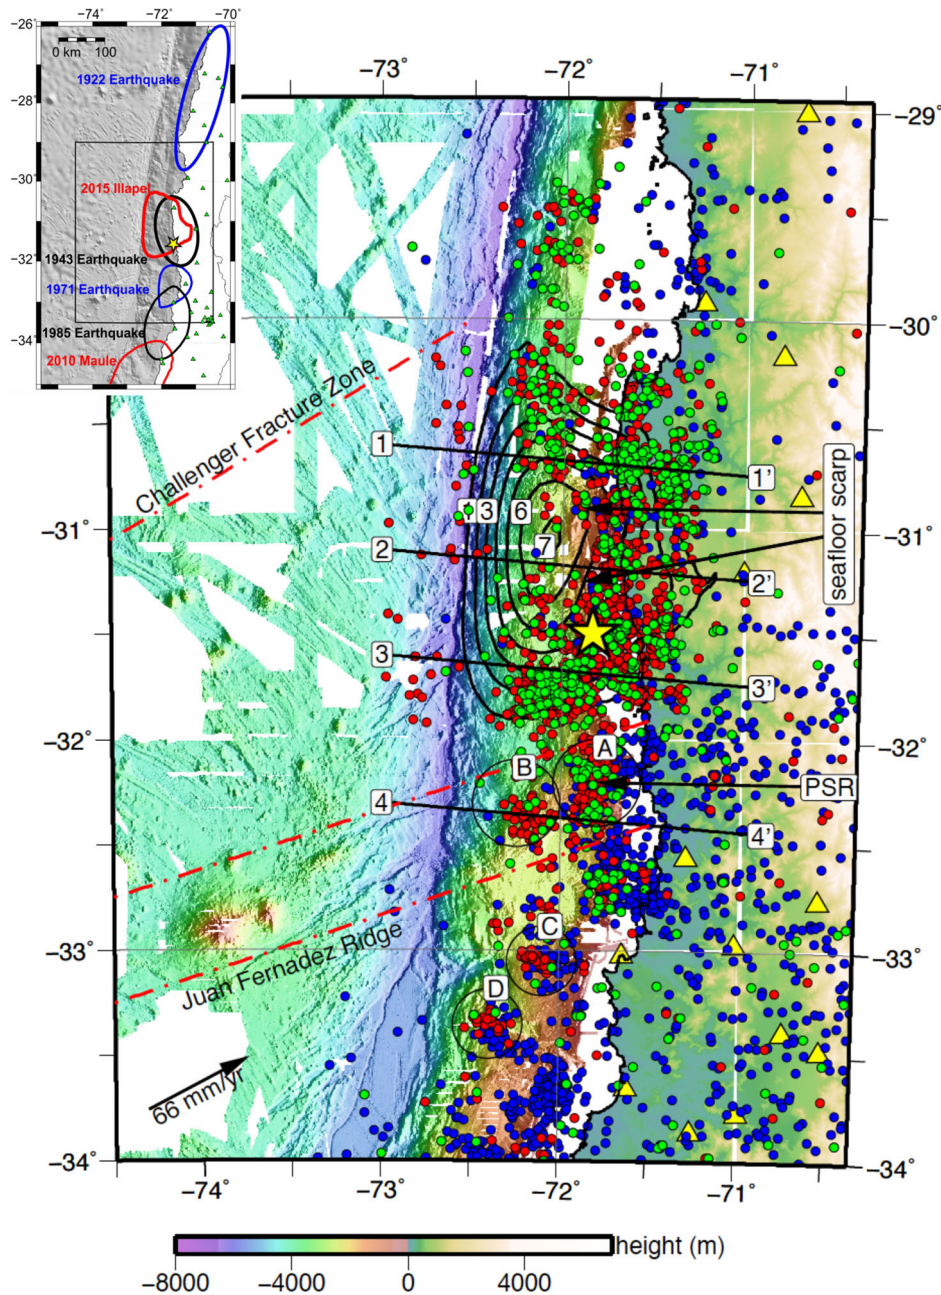 −74° −72° −70°
−26°
0 km 100
1922 Earthquake
−28°
−30°
2015 Illapel
−32°
1943 Earthquake
1971 Earthquake
1985 Earthquake
−34°
2010 Maule
−73° −72° −71°
−29°
−30°
Challenger Fracture Zone
1 1'
1 3 6
7
seafloor scarp
−31° −31°
2 2'
3 3'
−32° −32°
A
B
PSR
4 4'
C
−33° −33°
Juan Fernadez Ridge
D
66 mm/yr
−34° −34°
−74° −73° −72° −71°
height (m)
−8000 −4000 0 4000